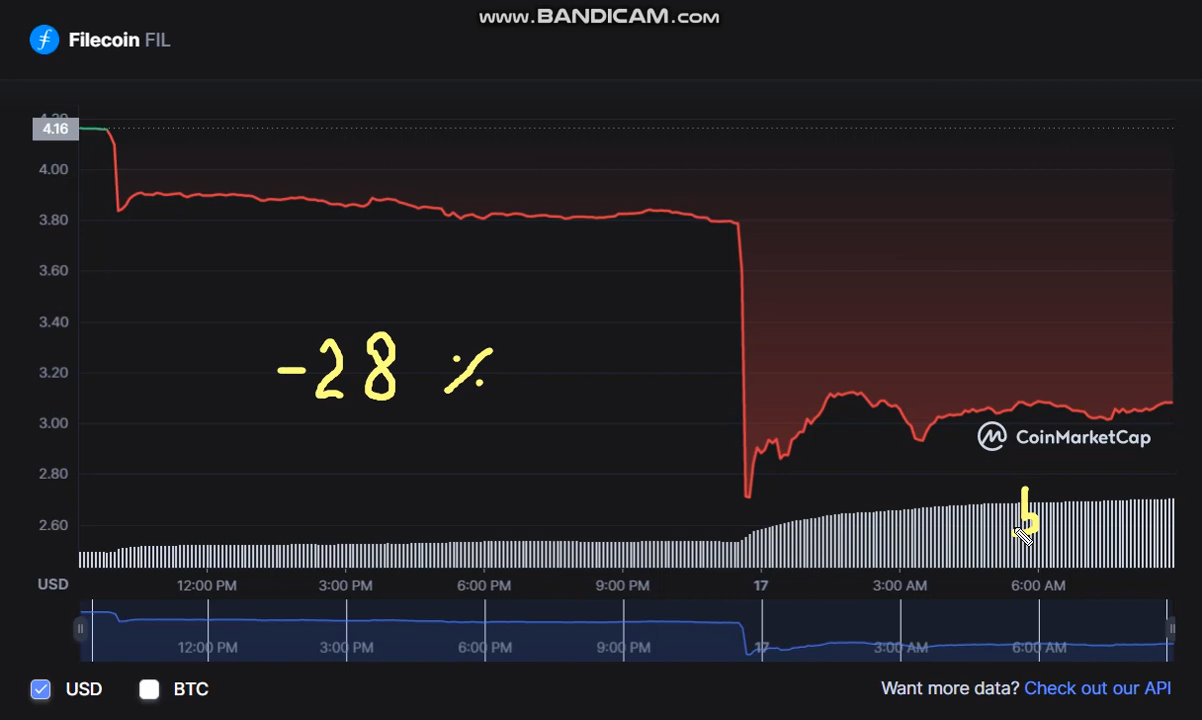 www.BANDICAM.com
Filecoin FIL
4.20
4.16
4.00
3.80
3.60
3.40
3.20
-28 %
3.00
CoinMarketCap
2.80
2.60
USD 12:00 PM 3:00 PM 6:00 PM 9:00 PM 17 3:00 AM 6:00 AM
12:00 PM 3:00 PM 6:00 PM 9:00 PM 17 3:00 AM 6:00 AM
USD BTC Want more data? Check out our API